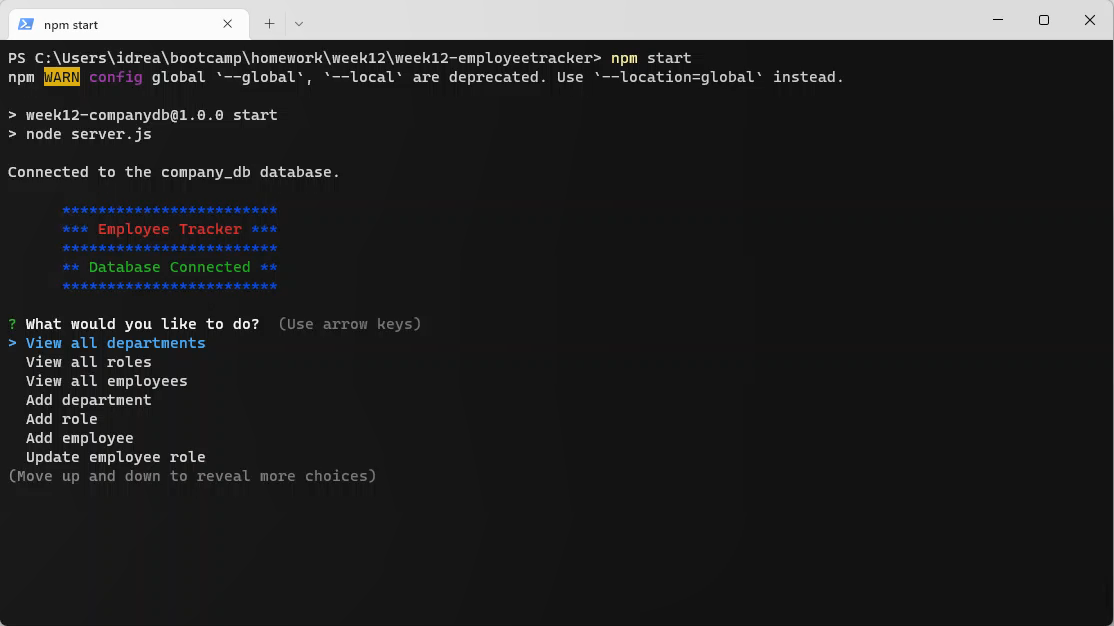 npm start
PS C:\Users\idrea\bootcamp\homework\week12\week12-employeetracker> npm start
npm WARN config global `--global`, `--local` are deprecated. Use `--location=global` instead.
> week12-companydb@1.0.0 start
> node server.js
Connected to the company_db database.
************************
*** Employee Tracker ***
************************
** Database Connected **
************************
? What would you like to do?  (Use arrow keys)
> View all departments
View all roles
View all employees
Add department
Add role
Add employee
Update employee role
(Move up and down to reveal more choices)